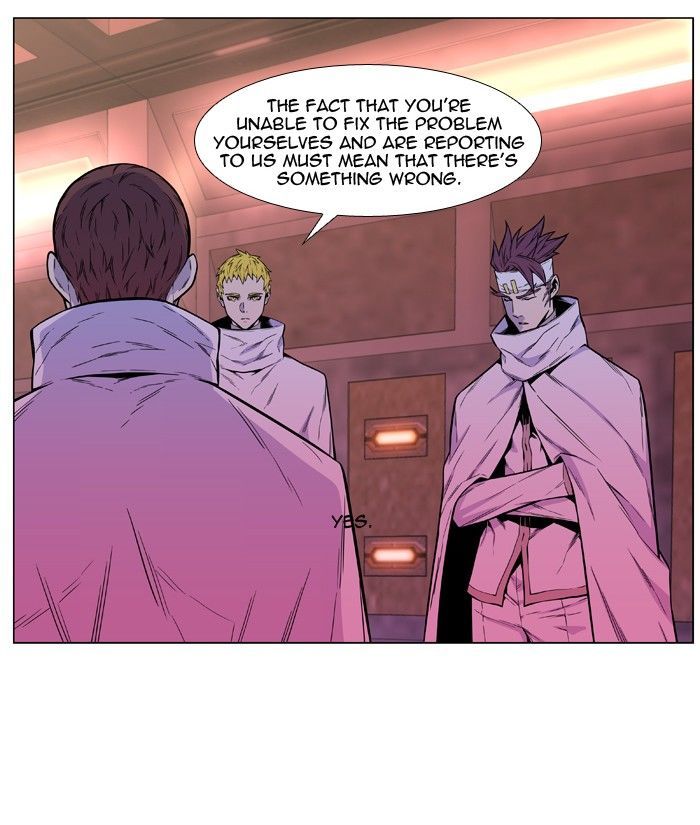 THE FACT THAT YOU'RE
UNABLE TO FIX THE PROBLEM
YOURSELVES AND ARE REPORTING
TO US MUST MEAN THAT THERE'S
SOMETHING WRONG.
YES.